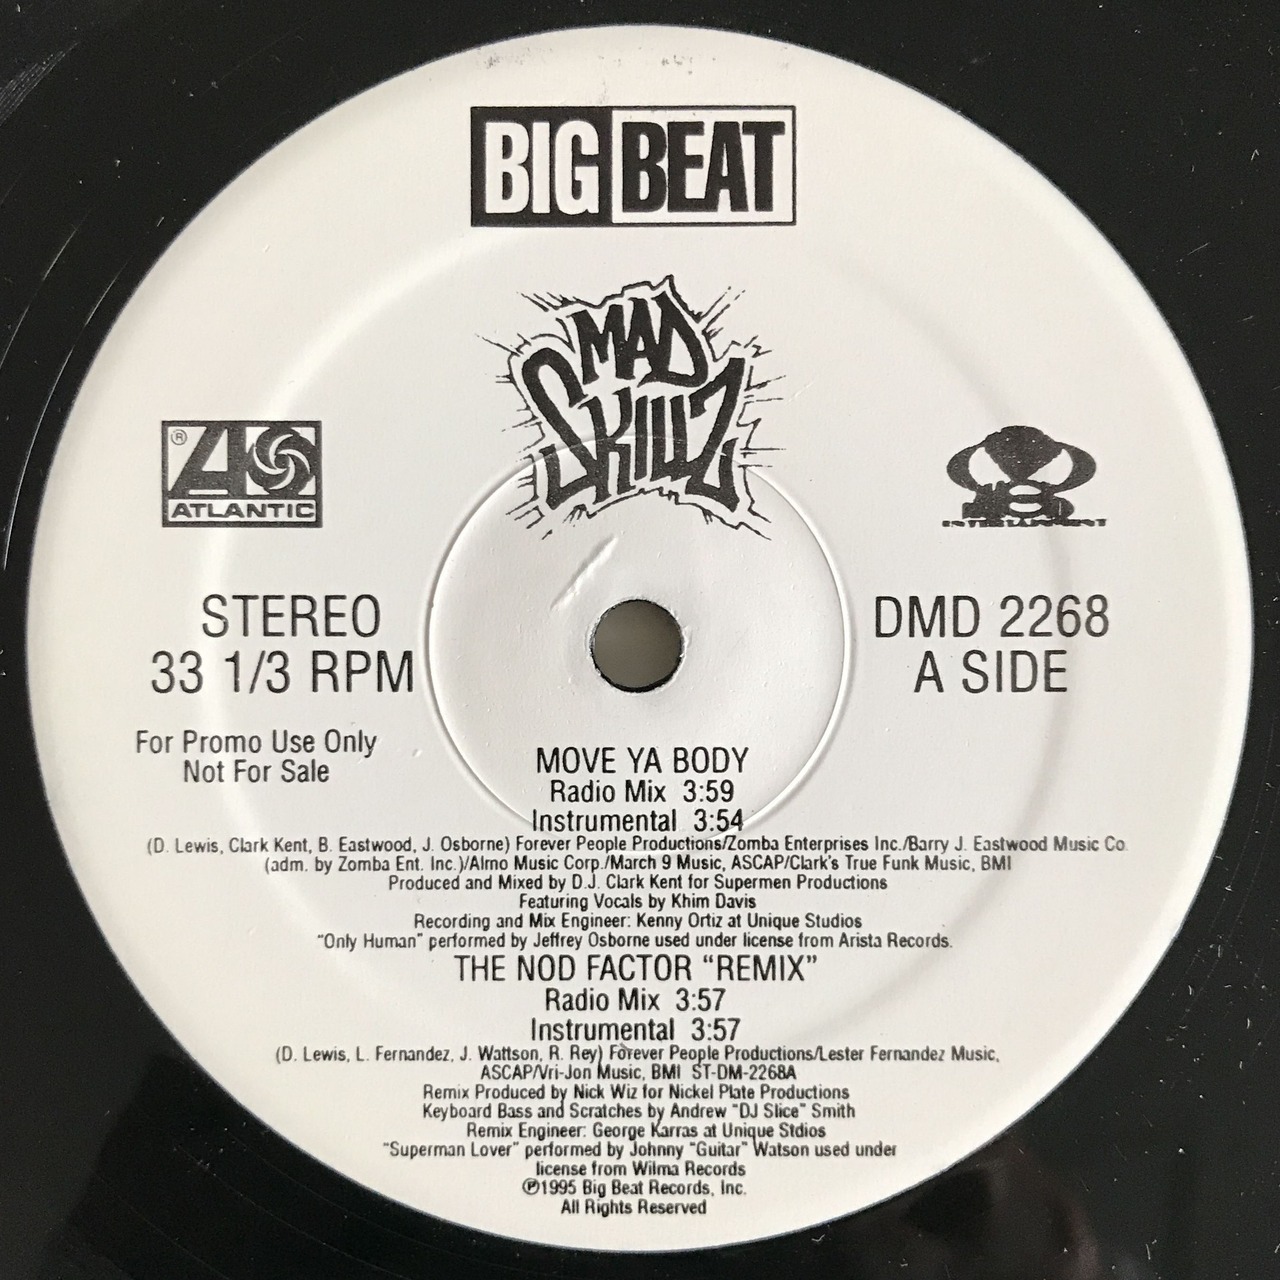 BIG BEAT
MAD
SKILLZ
®
ATLANTIC
ENTERTAINMENT
STEREO
33 1/3 RPM
DMD 2268
A SIDE
For Promo Use Only
Not For Sale
MOVE YA BODY
Radio Mix 3:59
Instrumental 3:54
(D. Lewis, Clark Kent, B. Eastwood, J. Osborne) Forever People Productions/Zomba Enterprises Inc./Barry J. Eastwood Music Co.
(adm. by Zomba Ent. Inc.)/Almo Music Corp./March 9 Music, ASCAP/Clark's True Funk Music, BMI
Produced and Mixed by D.J. Clark Kent for Supermen Productions
Featuring Vocals by Khim Davis
Recording and Mix Engineer: Kenny Ortiz at Unique Studios
"Only Human" performed by Jeffrey Osborne used under license from Arista Records.
THE NOD FACTOR "REMIX"
Radio Mix 3:57
Instrumental 3:57
(D. Lewis, L. Fernandez, J. Wattson, R. Rey) Forever People Productions/Lester Fernandez Music,
ASCAP/Vri-Jon Music, BMI ST-DM-2268A
Remix Produced by Nick Wiz for Nickel Plate Productions
Keyboard Bass and Scratches by Andrew "DJ Slice" Smith
Remix Engineer: George Karras at Unique Stdios
"Superman Lover" performed by Johnny "Guitar" Watson used under
license from Wilma Records
℗1995 Big Beat Records, Inc.
All Rights Reserved